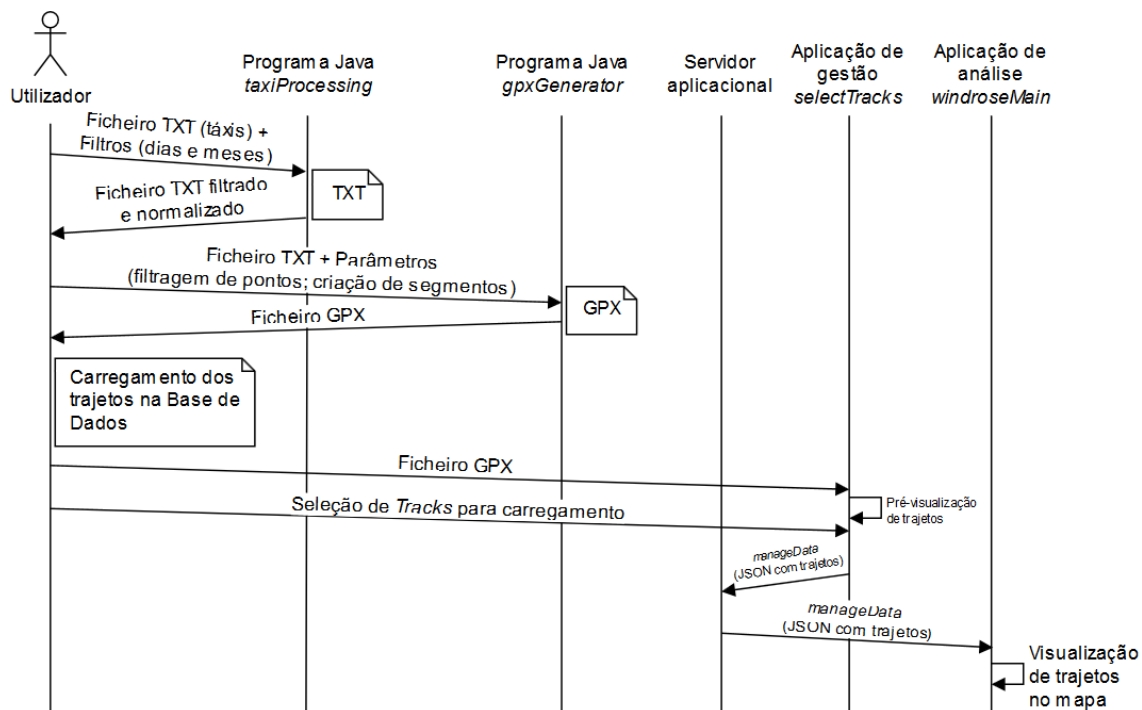 Utilizador
Programa Java
taxiProcessing
Programa Java
gpxGenerator
Servidor
aplicacional
Aplicação de
gestão
selectTracks
Aplicação de
análise
windroseMain
Ficheiro TXT (táxis) +
Filtros (dias e meses)
TXT
Ficheiro TXT filtrado
e normalizado
Ficheiro TXT + Parâmetros
(filtragem de pontos; criação de segmentos)
GPX
Ficheiro GPX
Carregamento dos
trajetos na Base de
Dados
Ficheiro GPX
Pré-visualização
de trajetos
Seleção de Tracks para carregamento
manageData
(JSON com trajetos)
manageData
(JSON com trajetos)
Visualização
de trajetos
no mapa